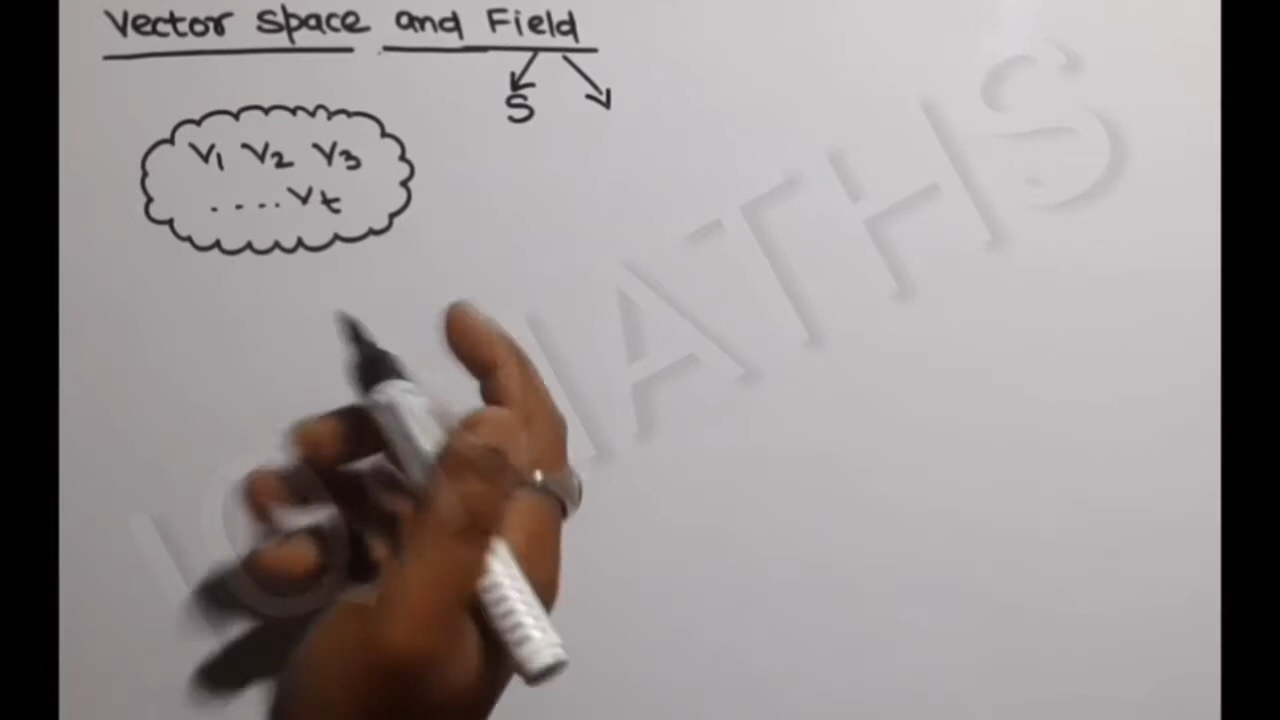 Vector Space and Field
S
V1 V2 V3
....Vt
MATHS